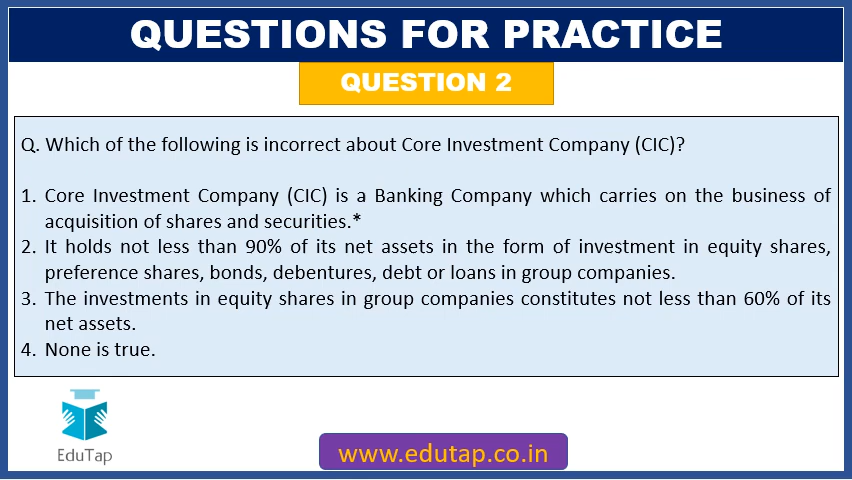 QUESTIONS FOR PRACTICE
QUESTION 2
Q. Which of the following is incorrect about Core Investment Company (CIC)?
1. Core Investment Company (CIC) is a Banking Company which carries on the business of
acquisition of shares and securities.*
2. It holds not less than 90% of its net assets in the form of investment in equity shares,
preference shares, bonds, debentures, debt or loans in group companies.
3. The investments in equity shares in group companies constitutes not less than 60% of its
net assets.
4. None is true.
EduTap
www.edutap.co.in